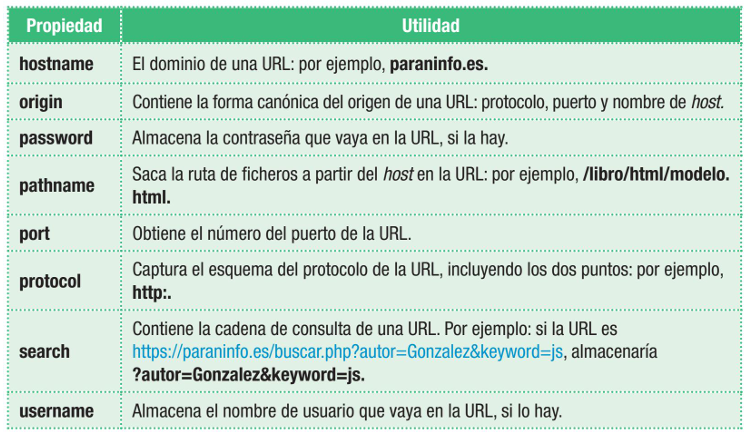 Propiedad Utilidad
hostname El dominio de una URL: por ejemplo, paraninfo.es.
origin Contiene la forma canónica del origen de una URL: protocolo, puerto y nombre de host.
password Almacena la contraseña que vaya en la URL, si la hay.
pathname Saca la ruta de ficheros a partir del host en la URL: por ejemplo, /libro/html/modelo.
html.
port Obtiene el número del puerto de la URL.
protocol Captura el esquema del protocolo de la URL, incluyendo los dos puntos: por ejemplo,
http:.
search Contiene la cadena de consulta de una URL. Por ejemplo: si la URL es
https://paraninfo.es/buscar.php?autor=Gonzalez&keyword=js, almacenaría
?autor=Gonzalez&keyword=js.
username Almacena el nombre de usuario que vaya en la URL, si lo hay.